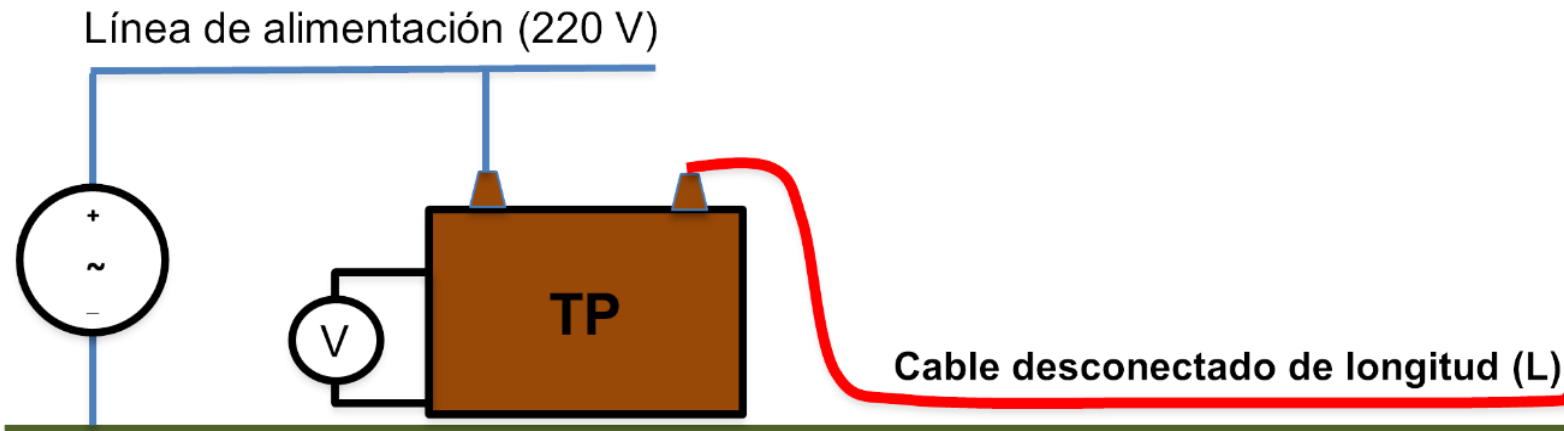 Línea de alimentación (220 V)
+
~
_
V
TP
Cable desconectado de longitud (L)